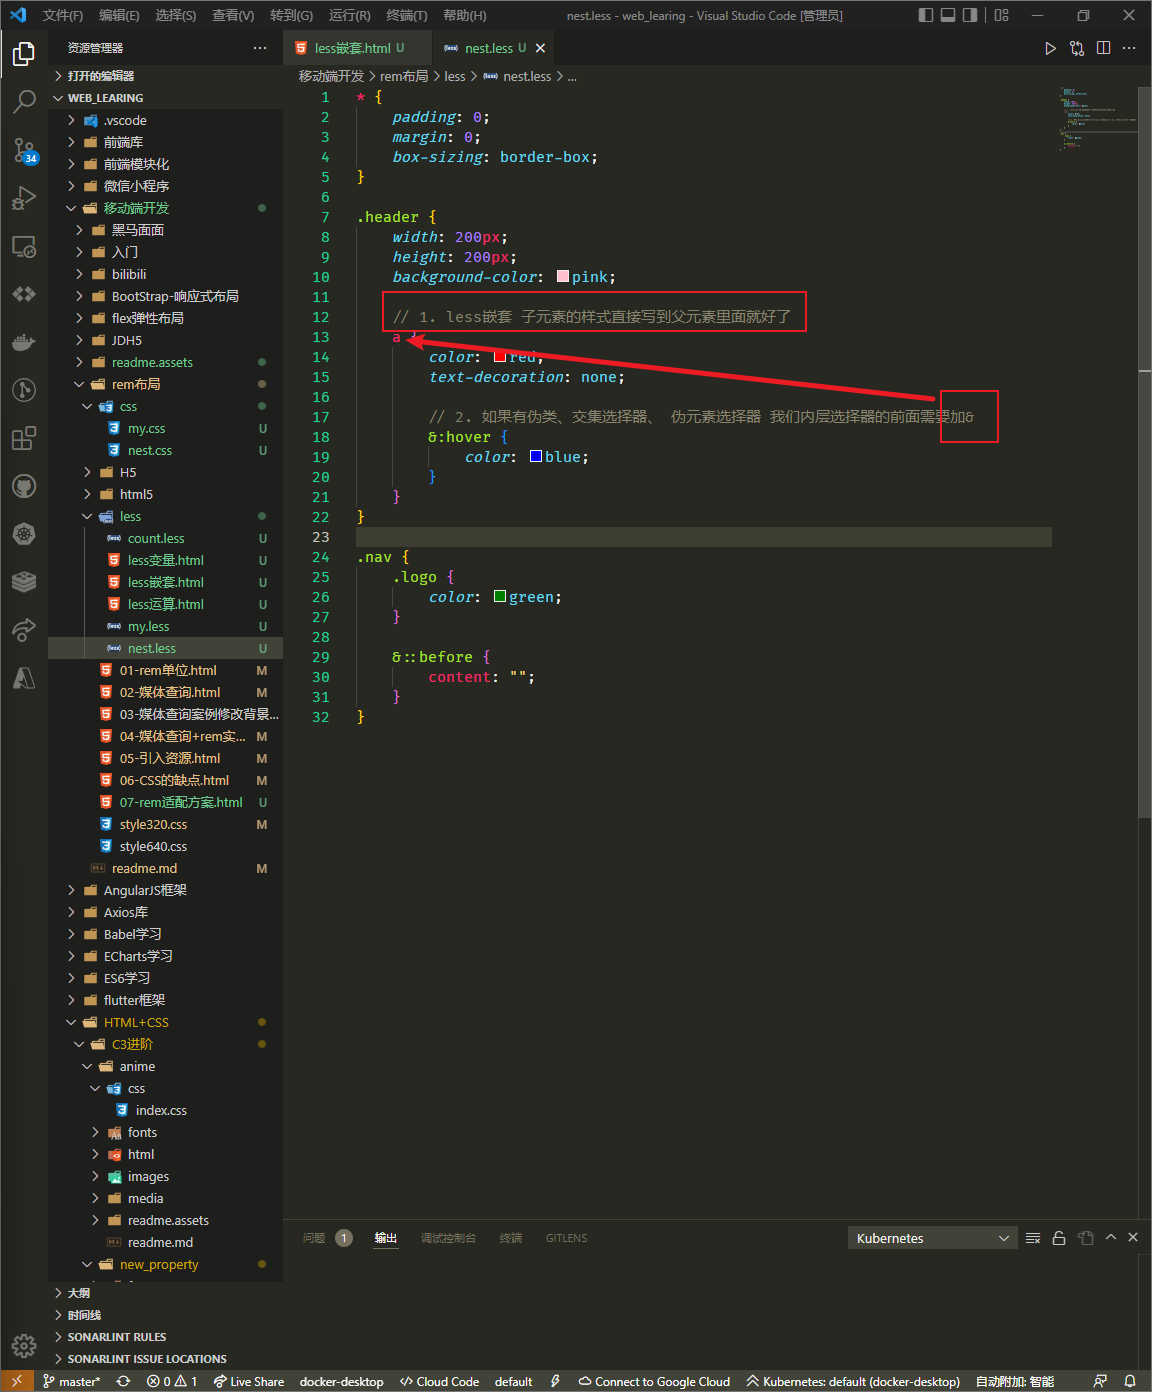 文件(F) 编辑(E) 选择(S) 查看(V) 转到(G) 运行(R) 终端(T) 帮助(H) nest.less - web_learing - Visual Studio Code [管理员]
资源管理器
less嵌套.html U
nest.less U
移动端开发 > rem布局 > less > nest.less > ...
34
打开的编辑器
WEB_LEARING
.vscode
前端库
前端模块化
微信小程序
移动端开发
黑马面面
入门
bilibili
BootStrap-响应式布局
flex弹性布局
JDH5
readme.assets
rem布局
css
my.css U
nest.css U
H5
html5
less
count.less U
less变量.html U
less嵌套.html U
less运算.html U
my.less U
nest.less U
01-rem单位.html M
02-媒体查询.html M
03-媒体查询案例修改背景...
04-媒体查询+rem实... M
05-引入资源.html M
06-CSS的缺点.html M
07-rem适配方案.html U
style320.css M
style640.css
readme.md M
AngularJS框架
Axios库
Babel学习
ECharts学习
ES6学习
flutter框架
HTML+CSS
C3进阶
anime
css
index.css
fonts
html
images
media
readme.assets
readme.md
new_property
大纲
时间线
SONARLINT RULES
SONARLINT ISSUE LOCATIONS
1 * {
2 padding: 0;
3 margin: 0;
4 box-sizing: border-box;
5 }
6
7 .header {
8 width: 200px;
9 height: 200px;
10 background-color: pink;
11
12 // 1. less嵌套 子元素的样式直接写到父元素里面就好了
13 a {
14 color: red;
15 text-decoration: none;
16
17 // 2. 如果有伪类、交集选择器、 伪元素选择器 我们内层选择器的前面需要加&
18 &:hover {
19 color: blue;
20 }
21 }
22 }
23
24 .nav {
25 .logo {
26 color: green;
27 }
28
29 &::before {
30 content: "";
31 }
32 }
问题 1 输出 调试控制台 终端 GITLENS
Kubernetes
master* 0 1 Live Share docker-desktop Cloud Code default Connect to Google Cloud Kubernetes: default (docker-desktop) 自动附加: 智能